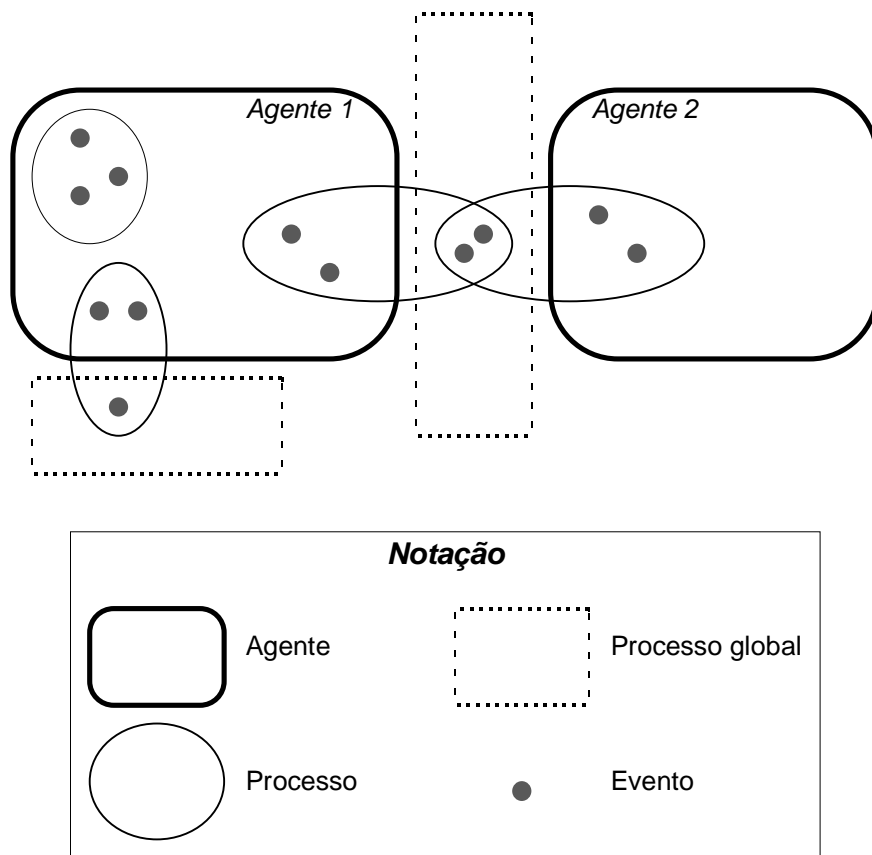 Agente 1
Agente 2
Notação
Agente
Processo global
Processo
Evento